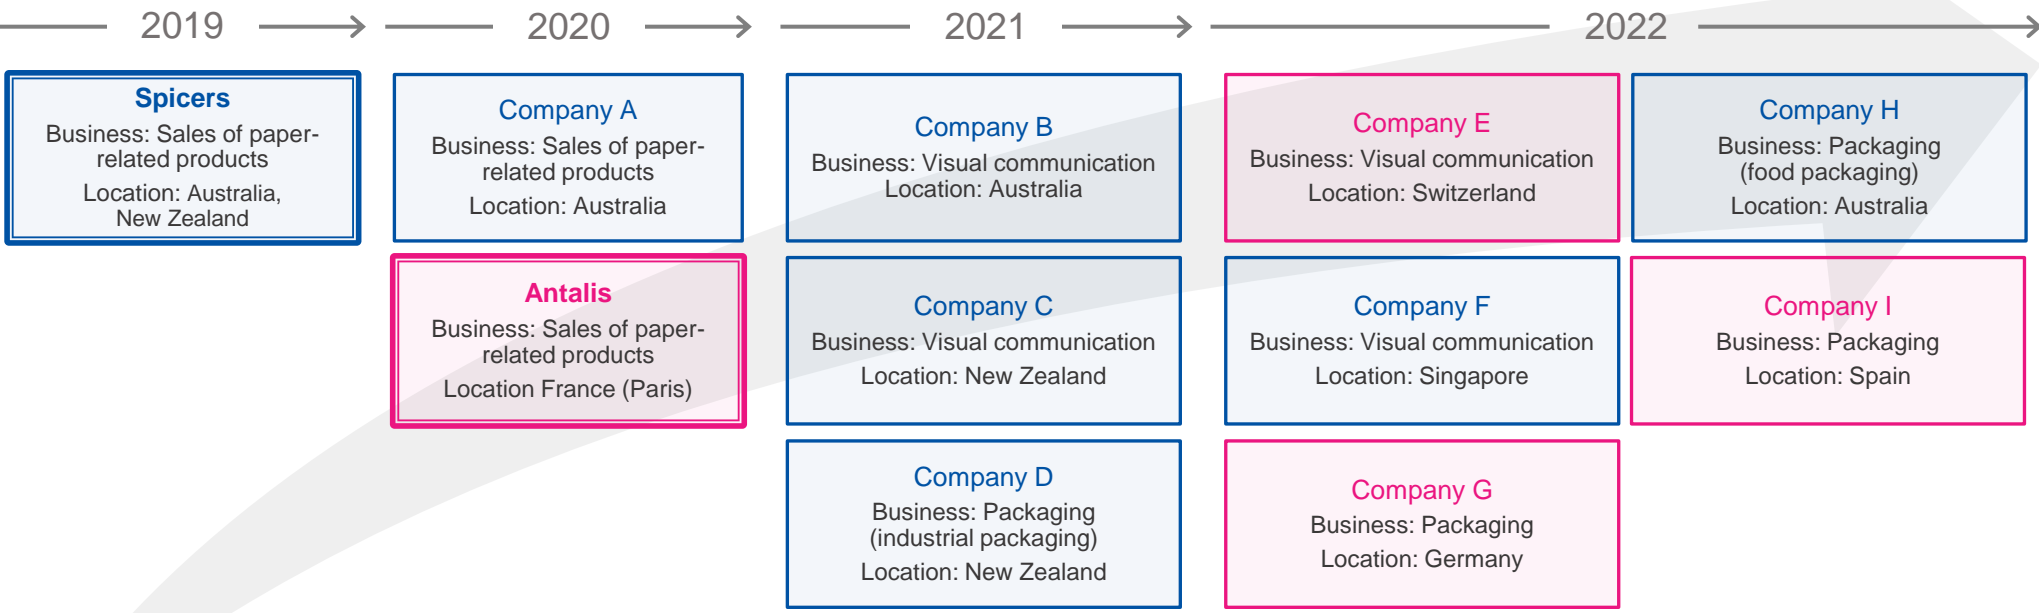 2019
2020
2021
2022
Spicers
Business: Sales of paper-
related products
Location: Australia,
New Zealand
Company A
Business: Sales of paper-
related products
Location: Australia
Antalis
Business: Sales of paper-
related products
Location France (Paris)
Company B
Business: Visual communication
Location: Australia
Company C
Business: Visual communication
Location: New Zealand
Company D
Business: Packaging
(industrial packaging)
Location: New Zealand
Company E
Business: Visual communication
Location: Switzerland
Company F
Business: Visual communication
Location: Singapore
Company G
Business: Packaging
Location: Germany
Company H
Business: Packaging
(food packaging)
Location: Australia
Company I
Business: Packaging
Location: Spain